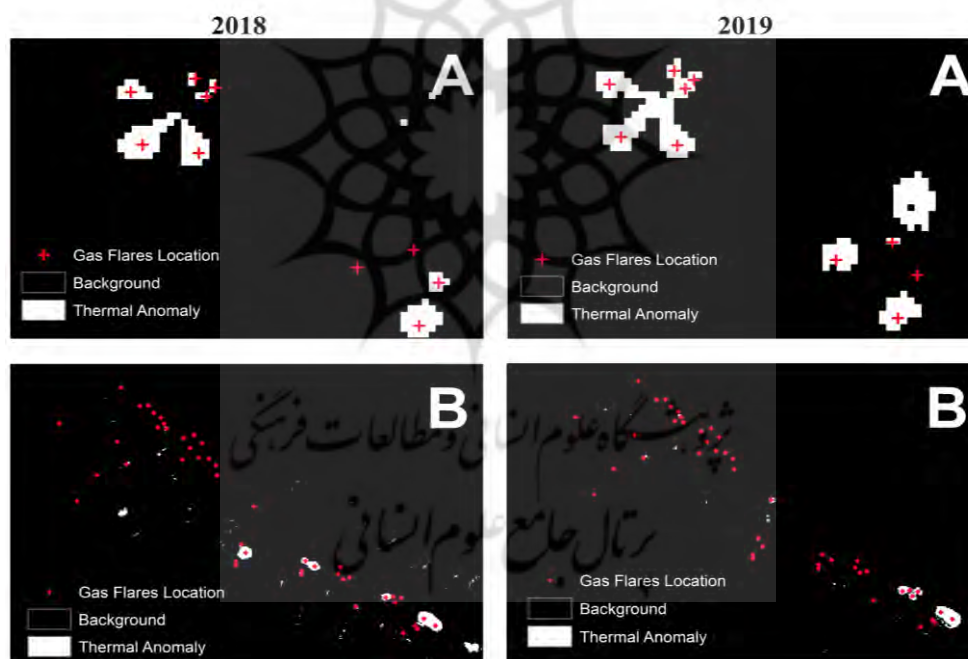 2018
2019
A
A
Gas Flares Location
Background
Thermal Anomaly
Gas Flares Location
Background
Thermal Anomaly
B
B
پژوهشگاه علوم انسانی و مطالعات فرهنگی
پرتال جامع علوم انسانی
Gas Flares Location
Background
Thermal Anomaly
Gas Flares Location
Background
Thermal Anomaly